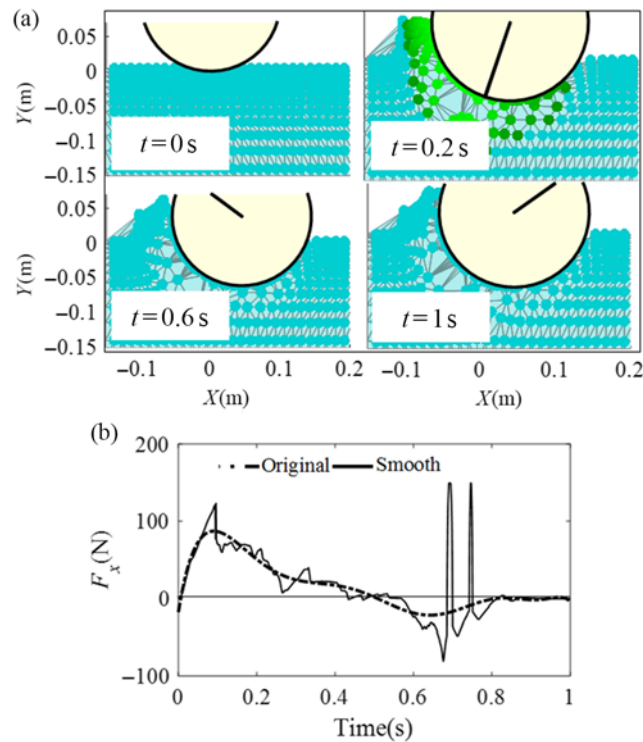 (a)
0.05
0
−0.05
−0.1
−0.15
Y(m)
t=0 s
t=0.2 s
0.05
0
−0.05
−0.1
−0.15
Y(m)
t=0.6 s
t=1 s
−0.1 0 0.1 0.2 −0.1 0 0.1 0.2
X(m) X(m)
(b)
200
100
0
−100
Fx(N)
Original Smooth
0 0.2 0.4 0.6 0.8 1
Time(s)